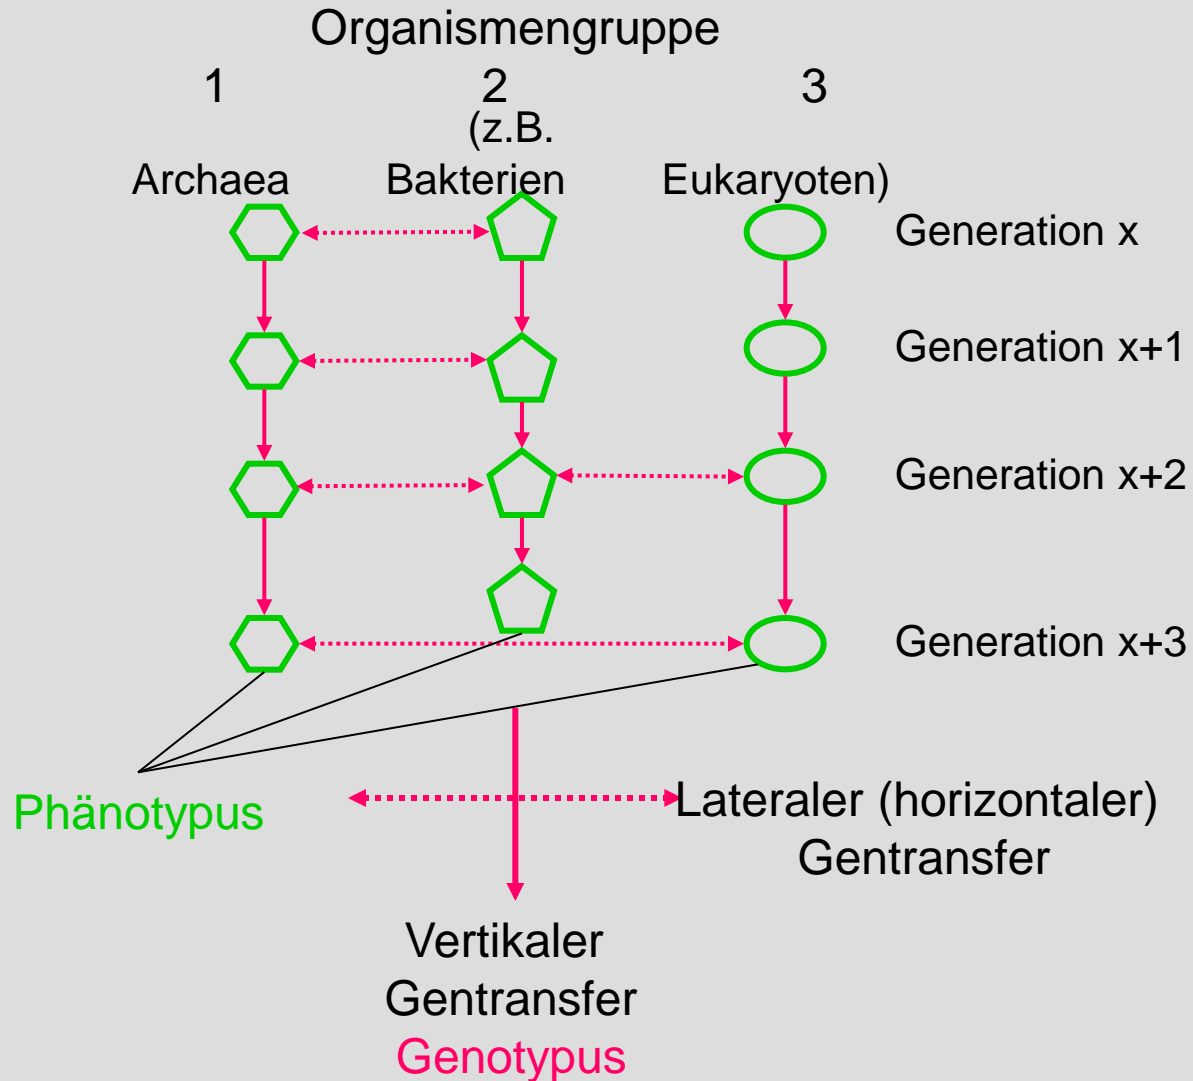 Organismengruppe
1 2 3
(z.B.
Archaea Bakterien Eukaryoten)
Generation x
Generation x+1
Generation x+2
Generation x+3
Phänotypus
Lateraler (horizontaler)
Gentransfer
Vertikaler
Gentransfer
Genotypus